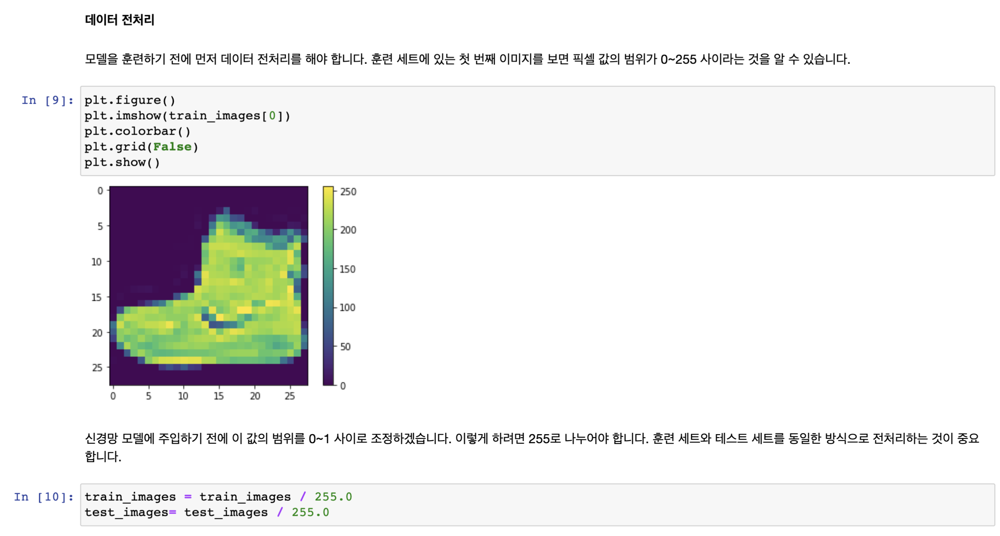 데이터 전처리
모델을 훈련하기 전에 먼저 데이터 전처리를 해야 합니다. 훈련 세트에 있는 첫 번째 이미지를 보면 픽셀 값의 범위가 0~255 사이라는 것을 알 수 있습니다.
In [9]:
plt.figure()
plt.imshow(train_images[0])
plt.colorbar()
plt.grid(False)
plt.show()
0
5
10
15
20
25
0 5 10 15 20 25
250
200
150
100
50
0
신경망 모델에 주입하기 전에 이 값의 범위를 0~1 사이로 조정하겠습니다. 이렇게 하려면 255로 나누어야 합니다. 훈련 세트와 테스트 세트를 동일한 방식으로 전처리하는 것이 중요
합니다.
In [10]:
train_images = train_images / 255.0
test_images= test_images / 255.0